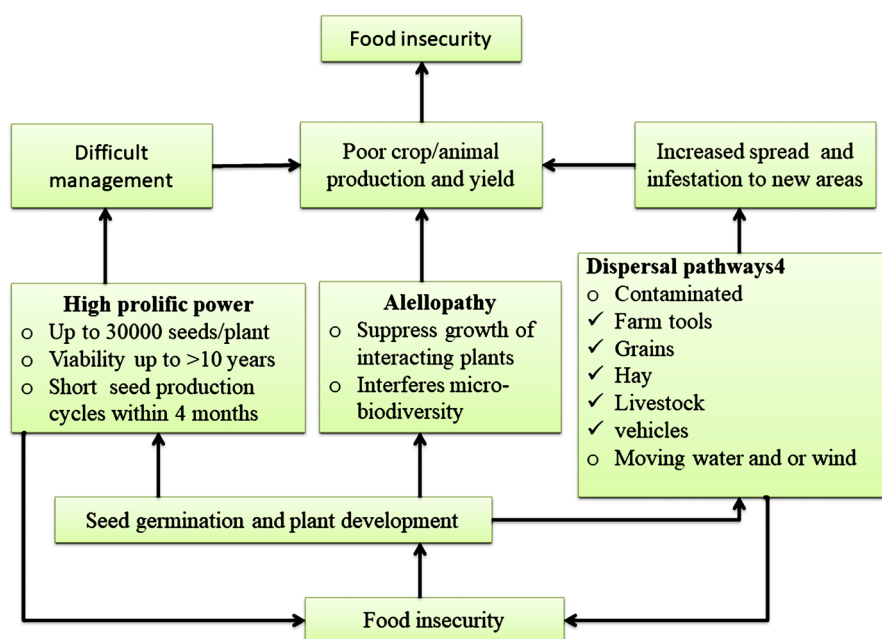 Food insecurity
Difficult
management
Poor crop/animal
production and yield
Increased spread and
infestation to new areas
High prolific power
o Up to 30000 seeds/plant
o Viability up to >10 years
o Short seed production
cycles within 4 months
Alellopathy
o Suppress growth of
interacting plants
o Interferes micro-
biodiversity
Dispersal pathways4
o Contaminated
✓ Farm tools
✓ Grains
✓ Hay
✓ Livestock
✓ vehicles
o Moving water and or wind
Seed germination and plant development
Food insecurity